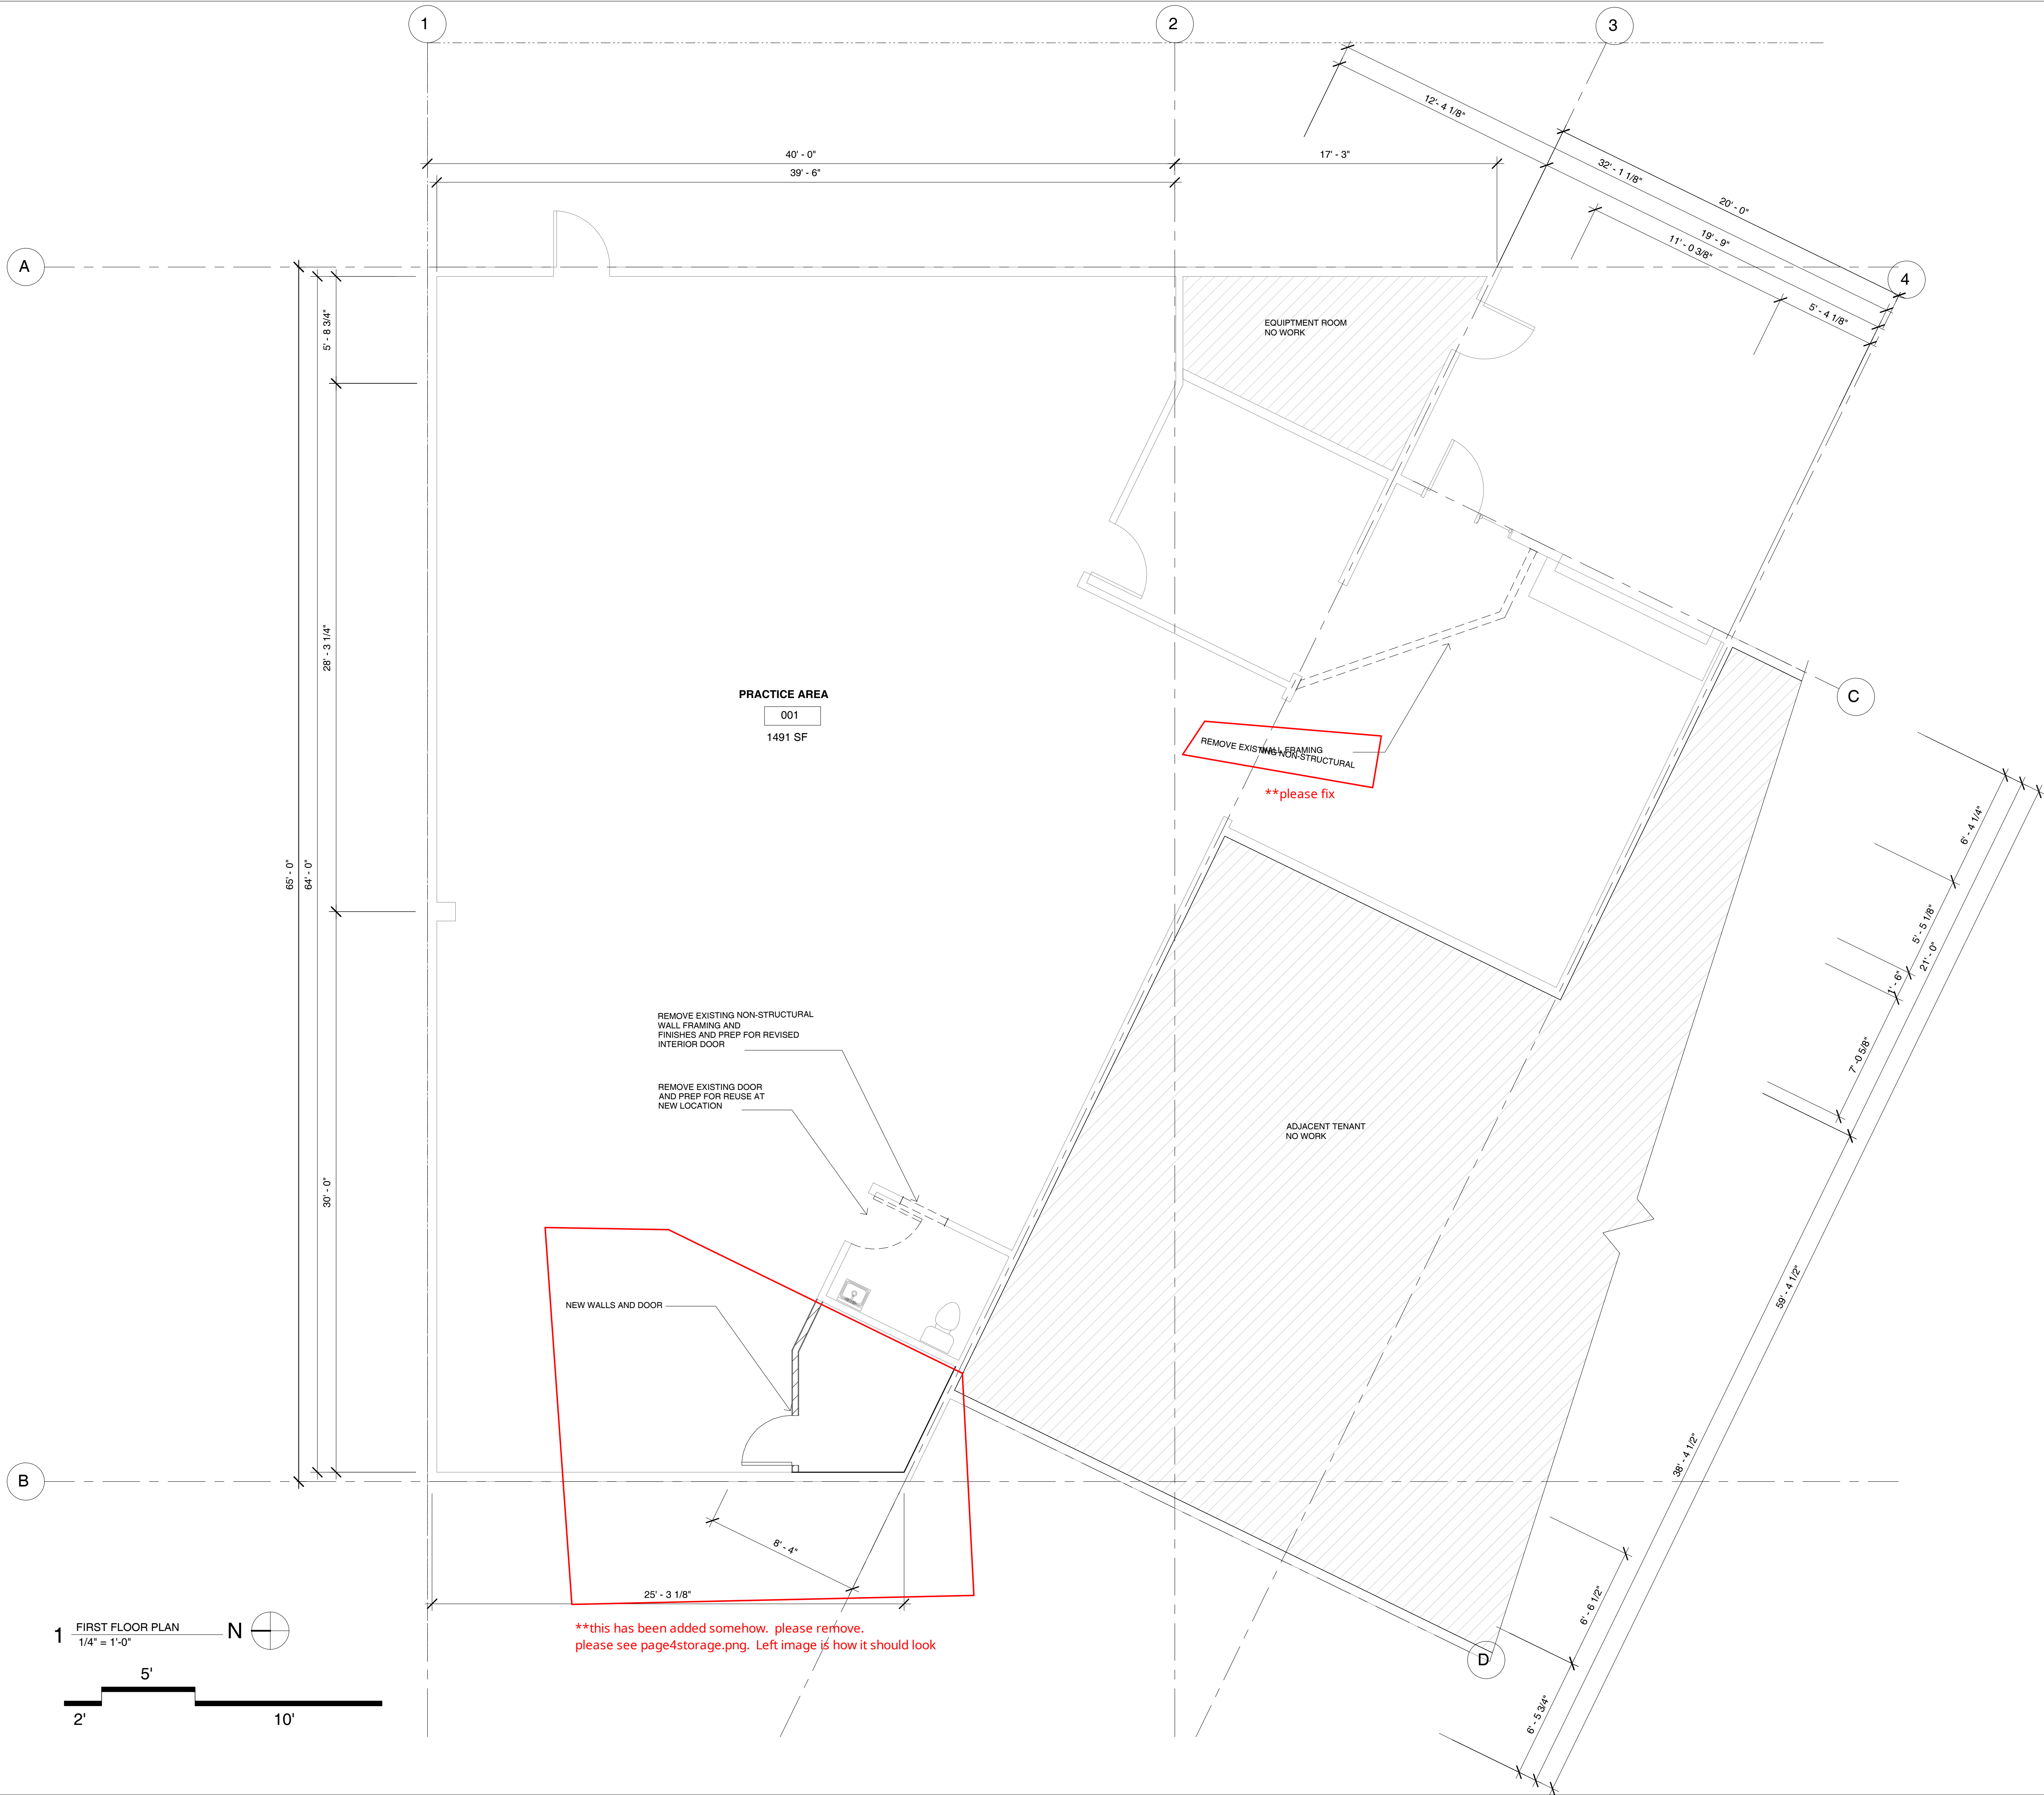 1
2
3
12'- 4 1/8"
40' - 0"
17' - 3"
39' - 6"
32' - 1 1/8"
20' - 0"
19' - 9"
11' - 0 3/8"
A
4
5' - 4 1/8"
5' - 8 3/4"
EQUIPTMENT ROOM
NO WORK
28' - 3 1/4"
PRACTICE AREA
001
1491 SF
C
REMOVE EXISTING NON-STRUCTURAL
WALL FRAMING
**please fix
6' - 4 1/4"
65' - 0"
64' - 0"
5' - 5 1/8"
21' - 0"
1' - 6"
7' -0 5/8"
REMOVE EXISTING NON-STRUCTURAL
WALL FRAMING AND
FINISHES AND PREP FOR REVISED
INTERIOR DOOR
REMOVE EXISTING DOOR
AND PREP FOR REUSE AT
NEW LOCATION
ADJACENT TENANT
NO WORK
30' - 0"
59' - 4 1/2"
NEW WALLS AND DOOR
38' - 4 1/2"
B
8' - 4"
25' - 3 1/8"
6' - 6 1/2"
**this has been added somehow.  please remove.
please see page4storage.png.  Left image is how it should look
1
FIRST FLOOR PLAN
1/4" = 1'-0"
N
D
6' - 5 3/4"
5'
2'
10'